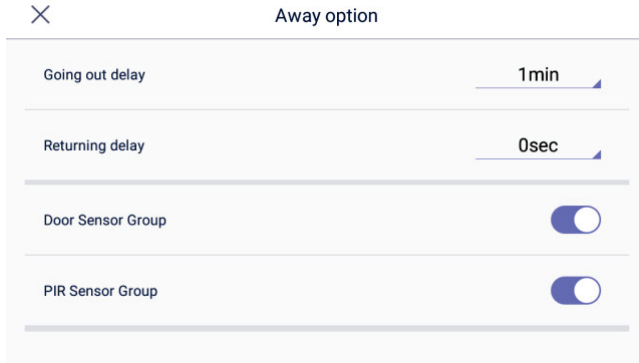 Away option
Going out delay 1min
Returning delay 0sec
Door Sensor Group
PIR Sensor Group